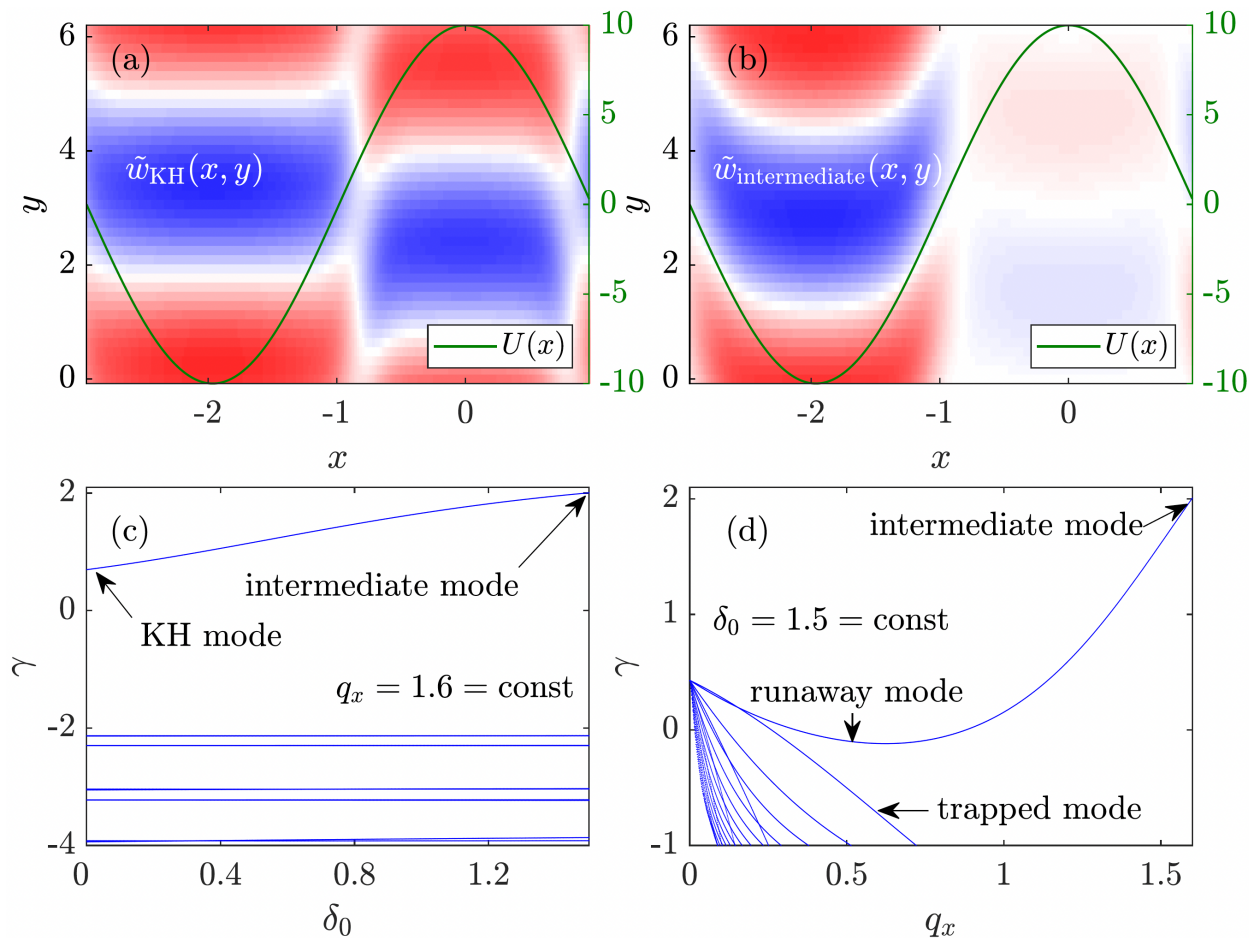 (a)
w̃_KH(x, y)
U(x)
y
6
4
2
0
-2
-1
0
x
10
5
0
-5
-10
(b)
w̃_intermediate(x, y)
U(x)
y
6
4
2
0
-2
-1
0
x
10
5
0
-5
-10
(c)
intermediate mode
KH mode
q_x = 1.6 = const
γ
2
0
-2
-4
0
0.4
0.8
1.2
δ_0
(d)
intermediate mode
δ_0 = 1.5 = const
runaway mode
trapped mode
γ
2
1
0
-1
0
0.5
1
1.5
q_x